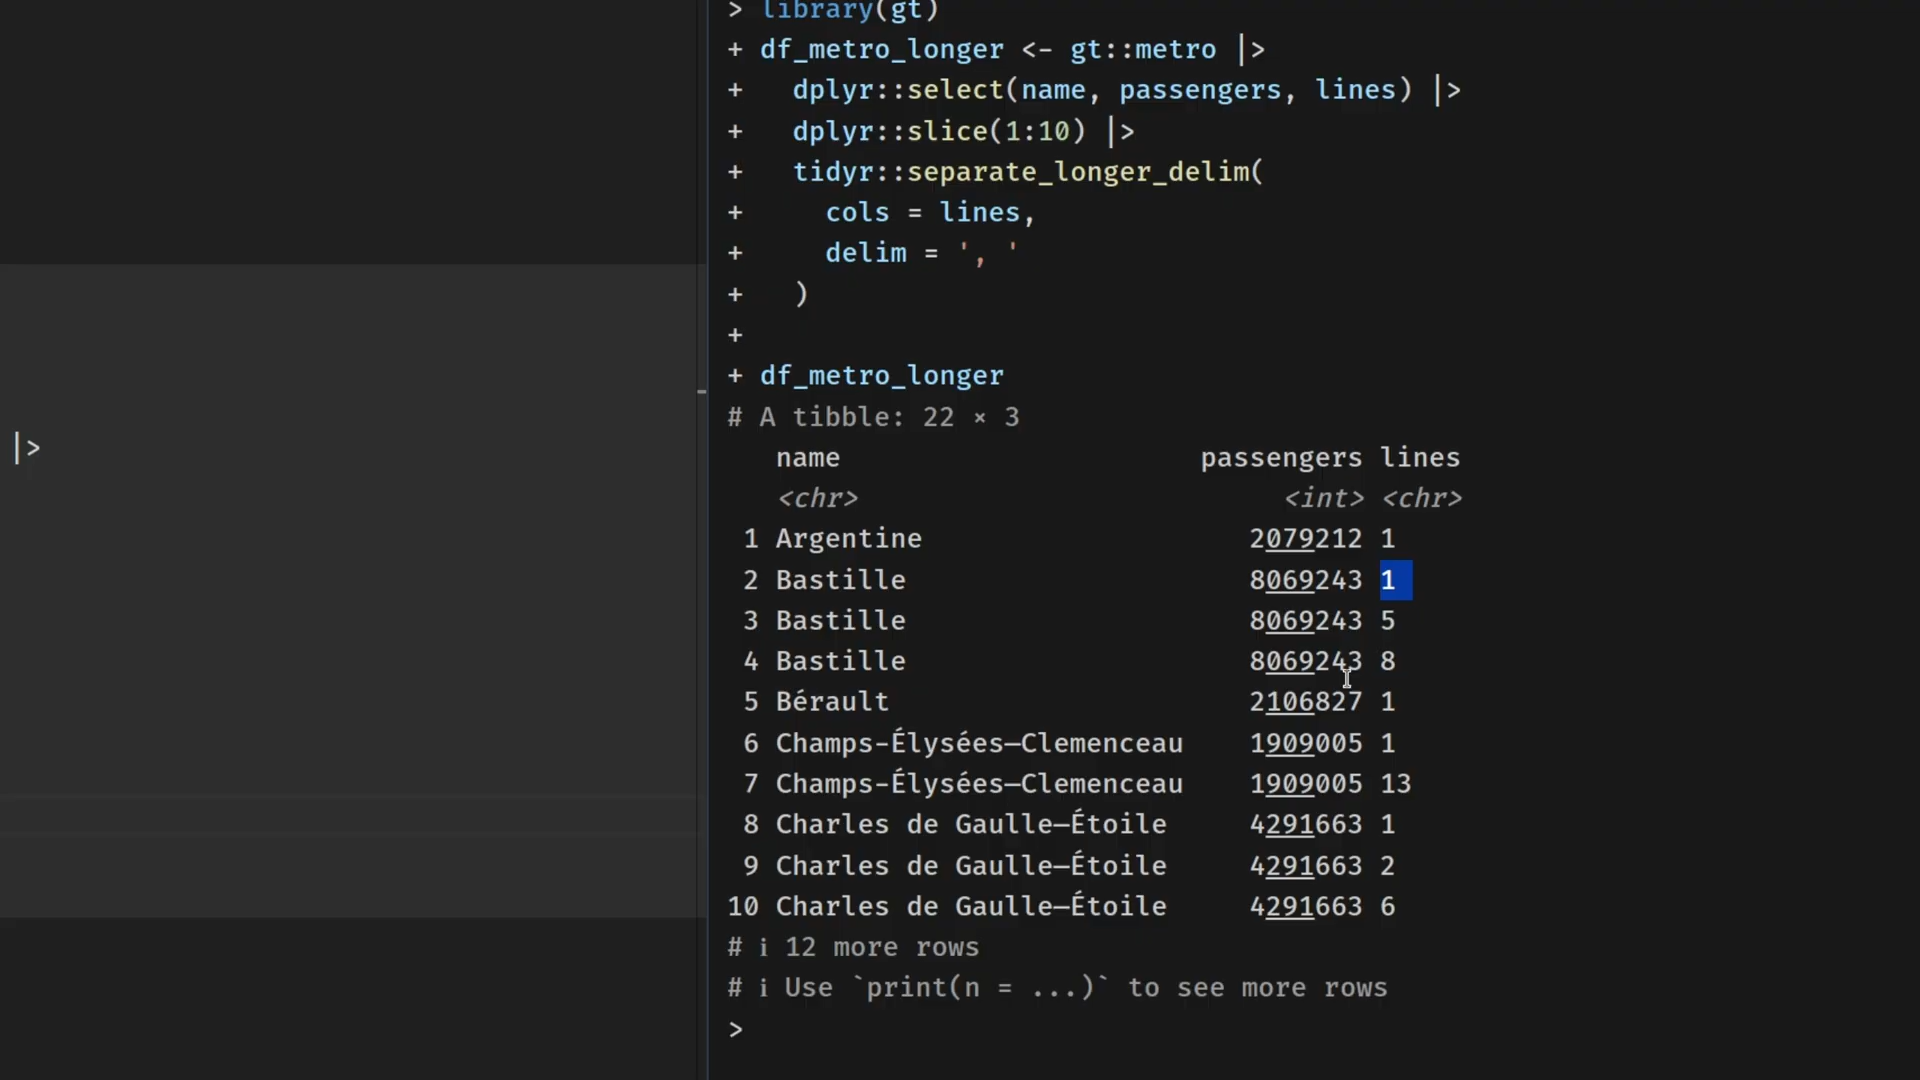 > library(gt)
+ df_metro_longer <- gt::metro |>
+   dplyr::select(name, passengers, lines) |>
+   dplyr::slice(1:10) |>
+   tidyr::separate_longer_delim(
+     cols = lines,
+     delim = ', '
+   )
+
+ df_metro_longer
# A tibble: 22 × 3
   name                      passengers lines
   <chr>                          <int> <chr>
 1 Argentine                    2079212 1
 2 Bastille                     8069243 1
 3 Bastille                     8069243 5
|>
 4 Bastille                     8069243 8
 5 Bérault                      2106827 1
 6 Champs-Élysées–Clemenceau    1909005 1
 7 Champs-Élysées–Clemenceau    1909005 13
 8 Charles de Gaulle–Étoile     4291663 1
 9 Charles de Gaulle–Étoile     4291663 2
10 Charles de Gaulle–Étoile     4291663 6
# ℹ 12 more rows
# ℹ Use `print(n = ...)` to see more rows
>